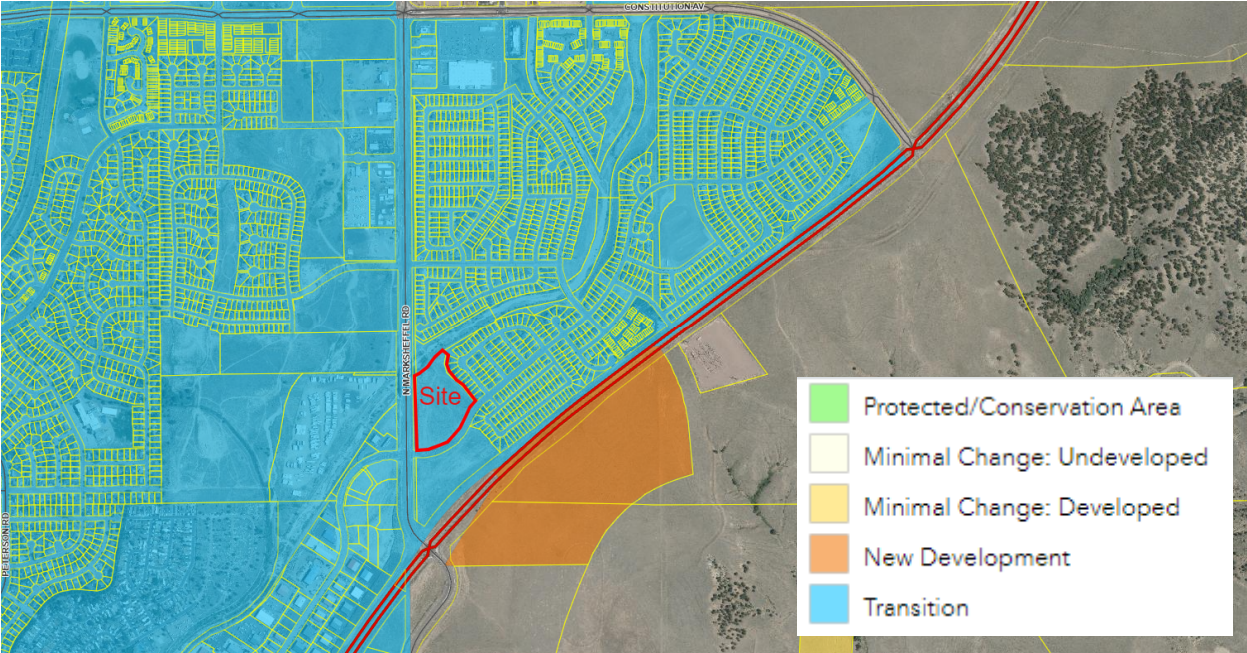 CONSTITUTION AV
N MARKSHEFFEL RD
Site
PETERSON RD
Protected/Conservation Area
Minimal Change: Undeveloped
Minimal Change: Developed
New Development
Transition